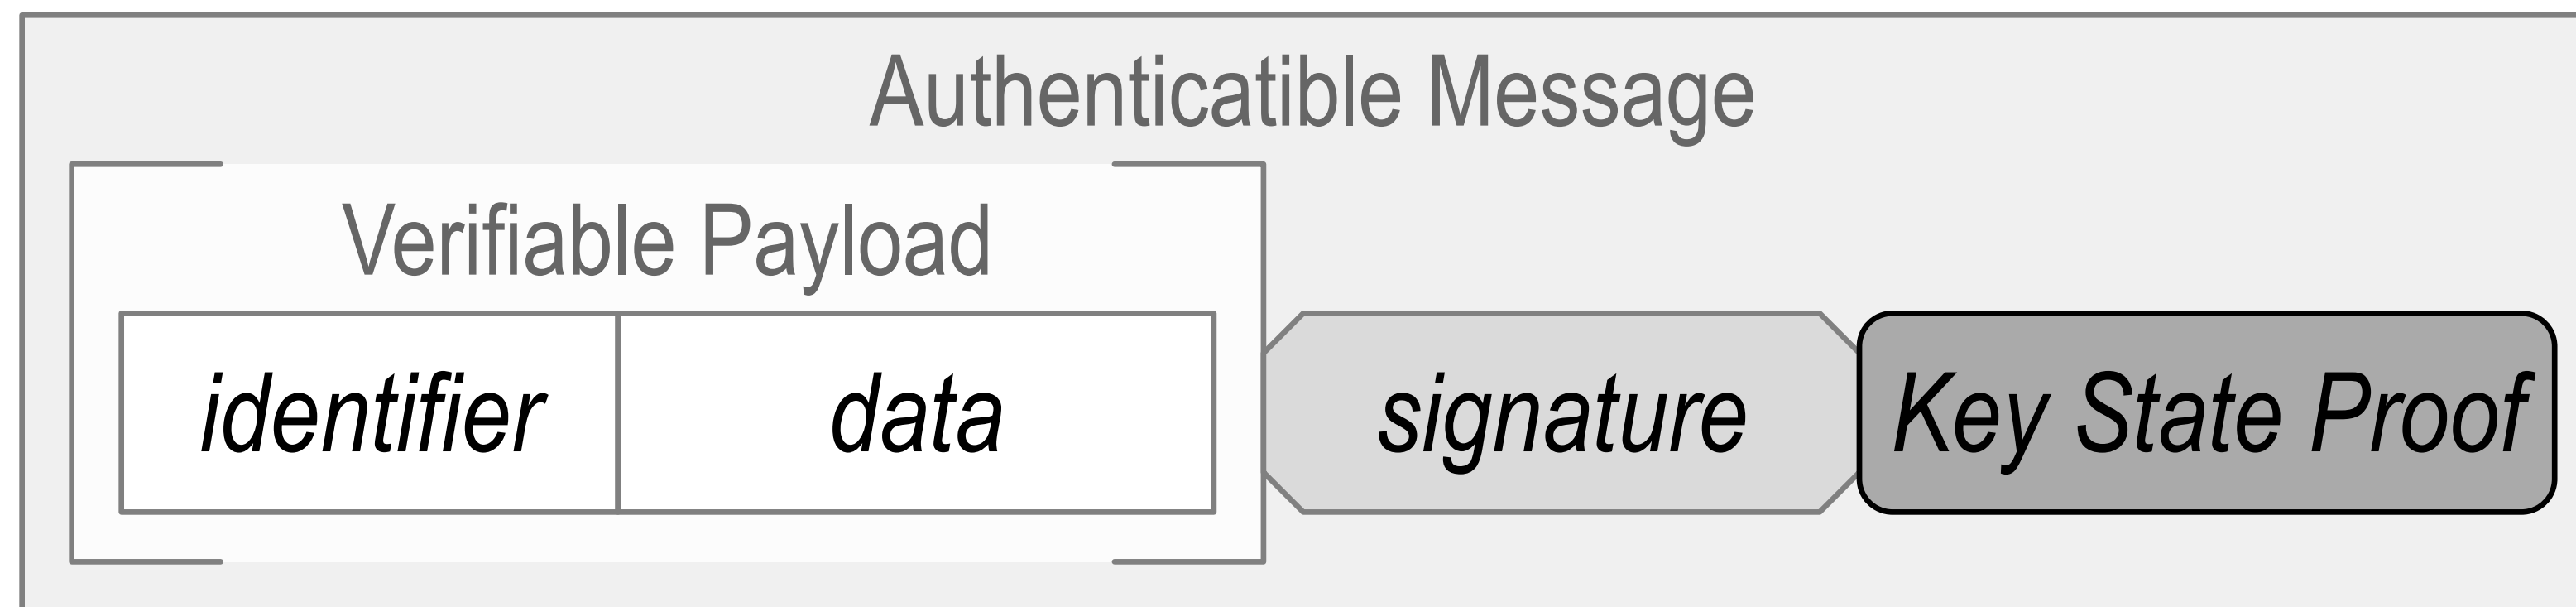 Authenticatible Message
Verifiable Payload
identifier data signature Key State Proof